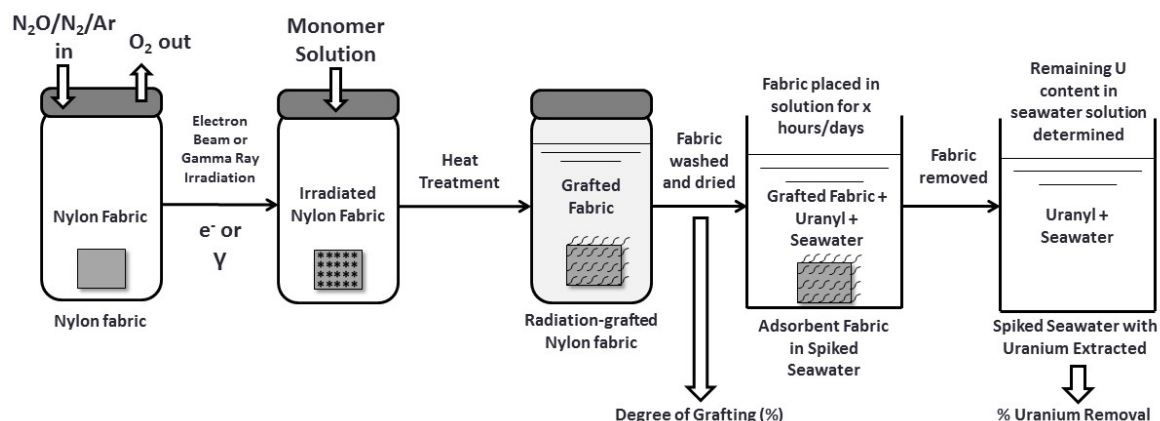 N₂O/N₂/Ar
in
O₂ out
Nylon Fabric
Nylon fabric
Electron
Beam or
Gamma Ray
Irradiation
e⁻ or
γ
Monomer
Solution
Irradiated
Nylon Fabric
Heat
Treatment
Grafted
Fabric
Radiation-grafted
Nylon fabric
Fabric
washed
and dried
Degree of Grafting (%)
Fabric placed in
solution for x
hours/days
Grafted Fabric +
Uranyl +
Seawater
Adsorbent Fabric
in Spiked
Seawater
Fabric
removed
Remaining U
content in
seawater solution
determined
Uranyl +
Seawater
Spiked Seawater with
Uranium Extracted
% Uranium Removal